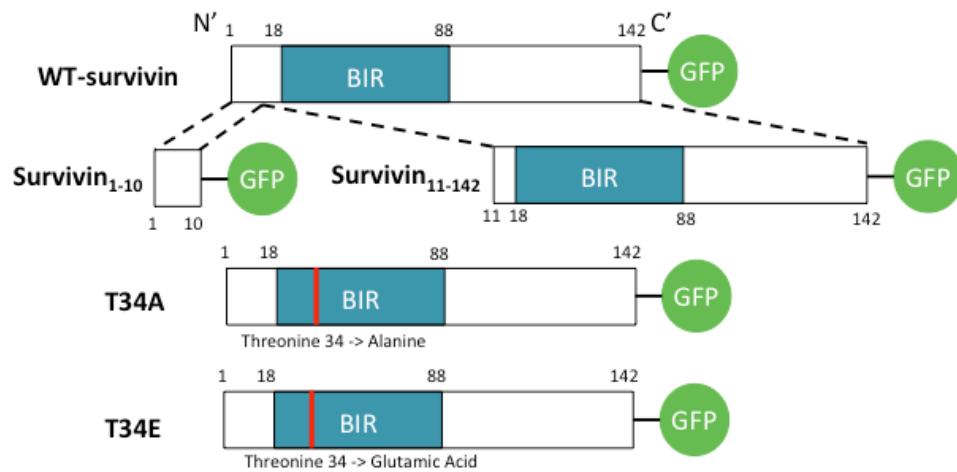 N' C'
1 18 88 142
WT-survivin BIR GFP
Survivin1-10 GFP Survivin11-142 BIR GFP
1 10 11 18 88 142
1 18 88 142
T34A BIR GFP
Threonine 34 -> Alanine
1 18 88 142
T34E BIR GFP
Threonine 34 -> Glutamic Acid